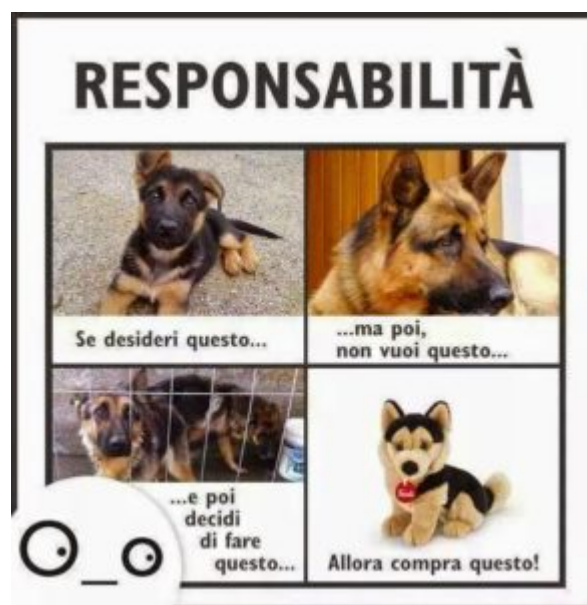 RESPONSABILITÀ
Se desideri questo...
...ma poi,
non vuoi questo...
...e poi
decidi
di fare
questo...
Allora compra questo!